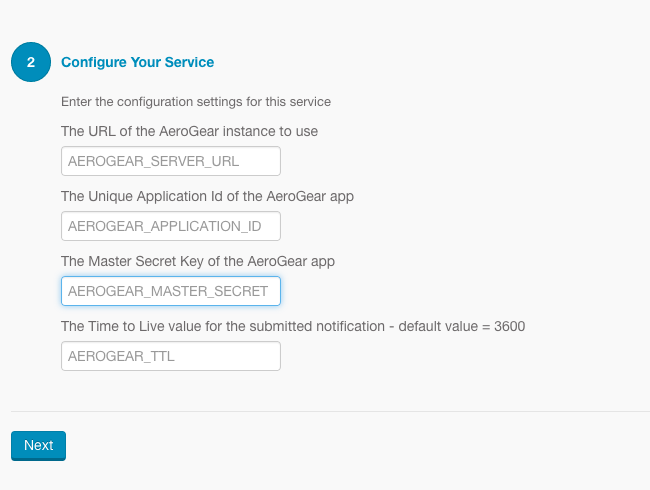 2
Configure Your Service
Enter the configuration settings for this service
The URL of the AeroGear instance to use
AEROGEAR_SERVER_URL
The Unique Application Id of the AeroGear app
AEROGEAR_APPLICATION_ID
The Master Secret Key of the AeroGear app
AEROGEAR_MASTER_SECRET
The Time to Live value for the submitted notification - default value = 3600
AEROGEAR_TTL
Next